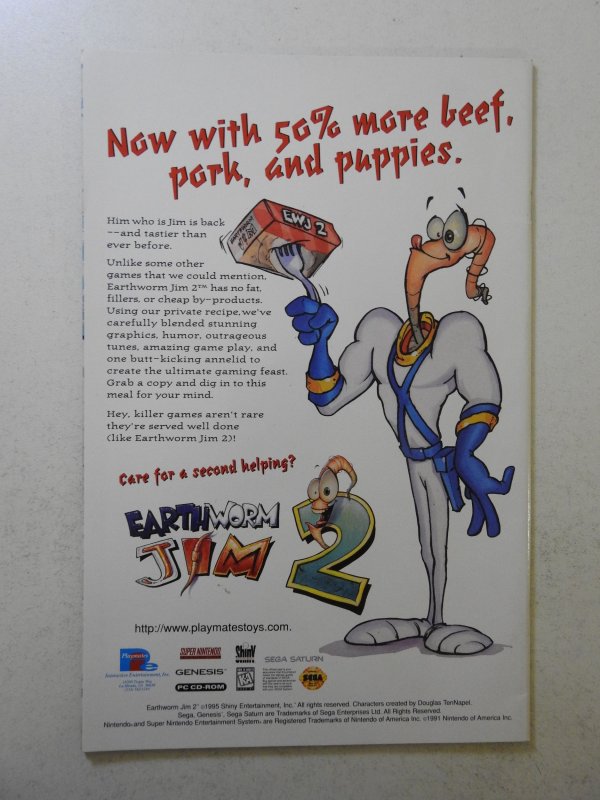 Now with 50% more beef,
pork, and puppies.
EWJ 2
Him who is Jim is back
--and tastier than
ever before.
Unlike some other
games that we could mention,
Earthworm Jim 2™ has no fat,
fillers, or cheap by-products.
Using our private recipe,we've
carefully blended stunning
graphics, humor, outrageous
tunes, amazing game play, and
one butt-kicking annelid to
create the ultimate gaming feast.
Grab a copy and dig in to this
meal for your mind.
Hey, killer games aren't rare
they're served well done
(like Earthworm Jim 2)!
Care for a second helping?
EARTHWORM
JIM 2
http://www.playmatestoys.com.
Playmates
Interactive Entertainment, Inc.
SUPER NINTENDO
GENESIS
PC CD-ROM
Shiny
K-A
SEGA SATURN
SEGA
Earthworm Jim 2 ©1995 Shiny Entertainment, Inc. All rights reserved. Characters created by Douglas TenNapel.
Sega, Genesis, Sega Saturn are Trademarks of Sega Enterprises Ltd. All Rights Reserved.
Nintendo® and Super Nintendo Entertainment System® are Registered Trademarks of Nintendo of America Inc. ©1991 Nintendo of America Inc.